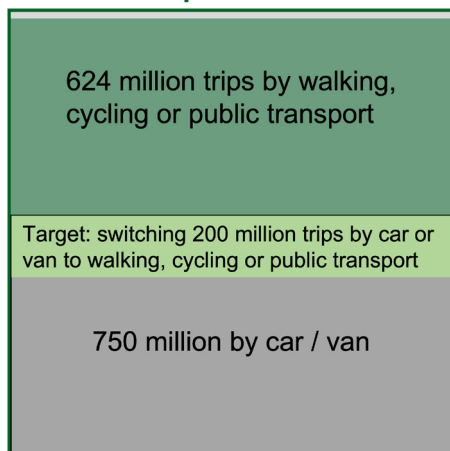 624 million trips by walking,
cycling or public transport
Target: switching 200 million trips by car or
van to walking, cycling or public transport
750 million by car / van